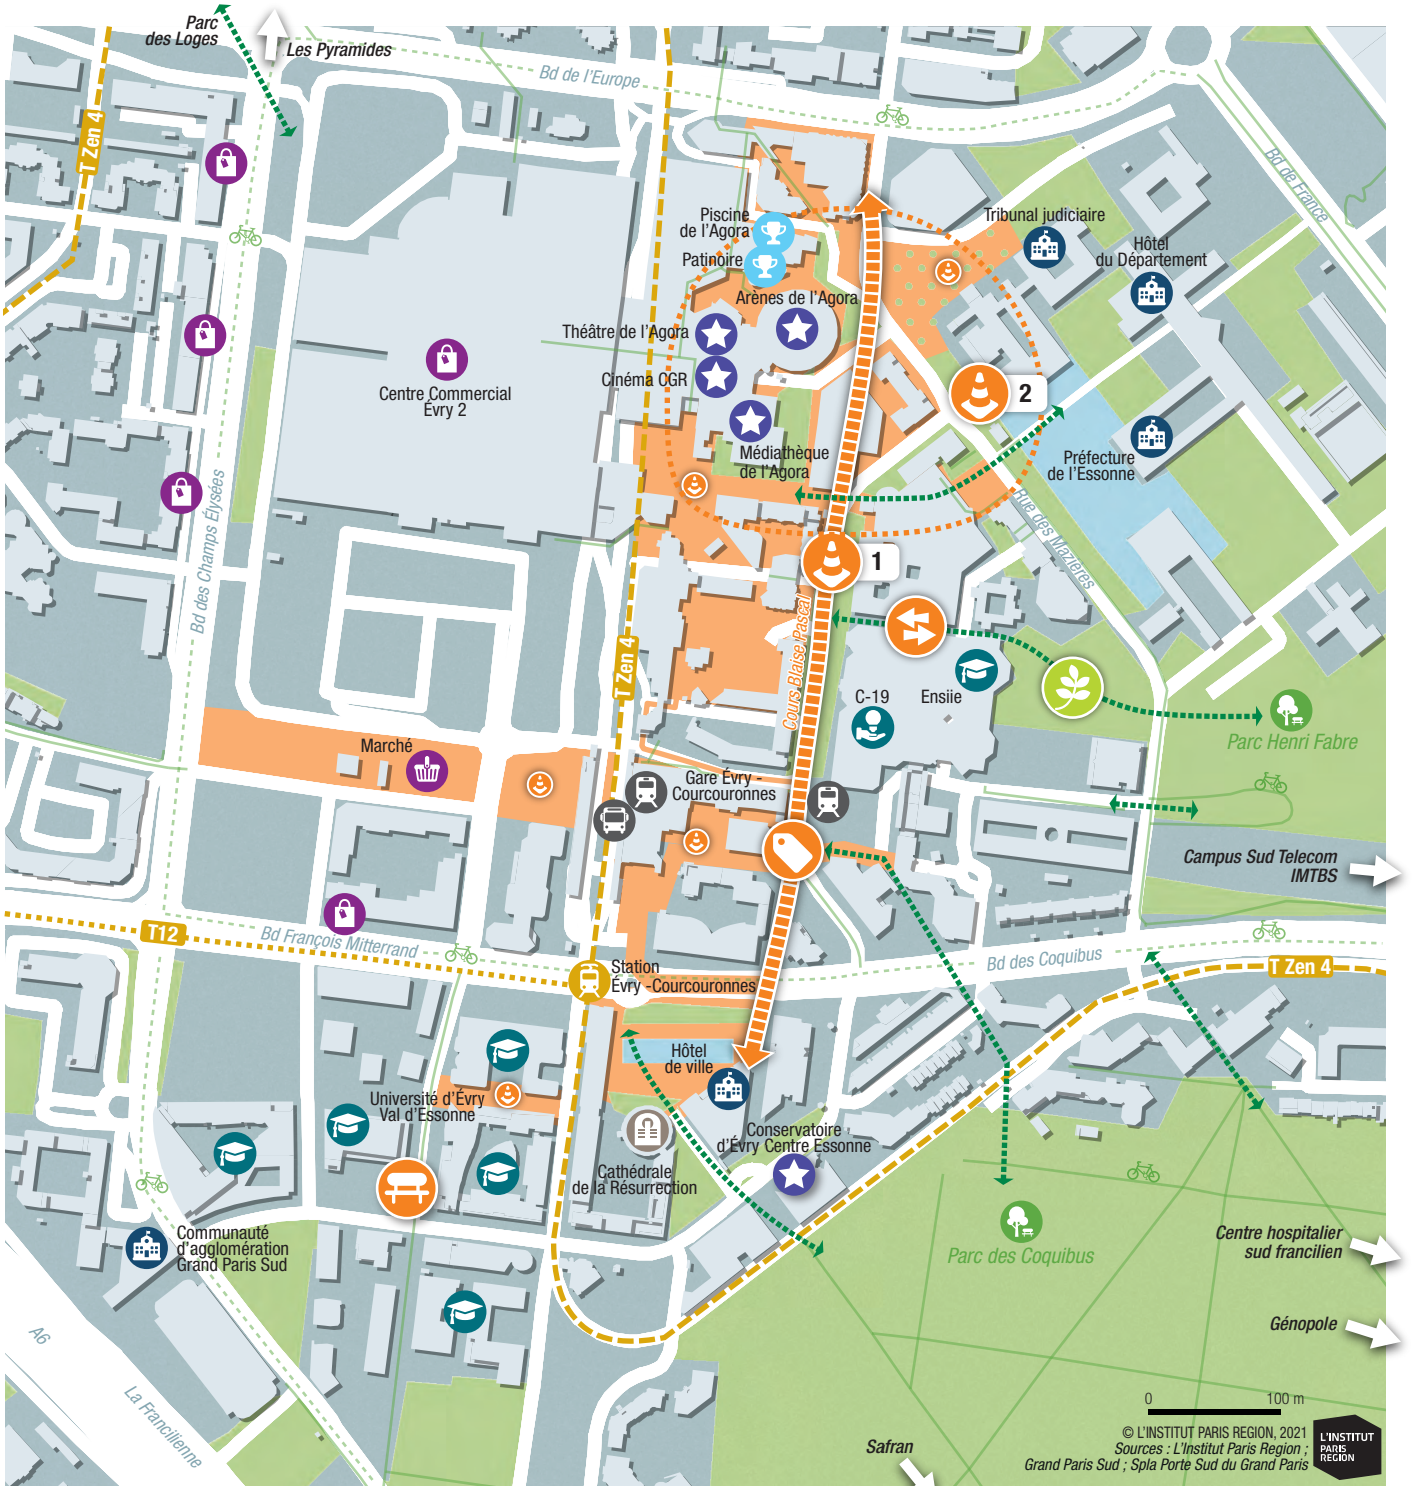 Parc
des Loges
Les Pyramides
Bd de l'Europe
T Zen 4
Bd de France
Piscine
de l'Agora
Patinoire
Tribunal judiciaire
Hôtel
du Département
Arènes de l'Agora
Théâtre de l'Agora
Cinéma CGR
Centre Commercial
Évry 2
2
Médiathèque
de l'Agora
Préfecture
de l'Essonne
Bd des Champs Élysées
Rue des Mazières
1
Cours Blaise Pascal
T Zen 4
C-19
Ensiie
Parc Henri Fabre
Marché
Gare Évry -
Courcouronnes
Campus Sud Telecom
IMTBS
T12
Bd François Mitterrand
Bd des Coquibus
T Zen 4
Station
Évry -Courcouronnes
Hôtel
de ville
Université d'Évry
Val d'Essonne
Conservatoire
d'Évry Centre Essonne
Cathédrale
de la Résurrection
Communauté
d'agglomération
Grand Paris Sud
Parc des Coquibus
Centre hospitalier
sud francilien
Génopole
A6
La Francilienne
Safran
0 100 m
© L'INSTITUT PARIS REGION, 2021
Sources : L'Institut Paris Region ;
Grand Paris Sud ; Spla Porte Sud du Grand Paris
L'INSTITUT
PARIS
REGION